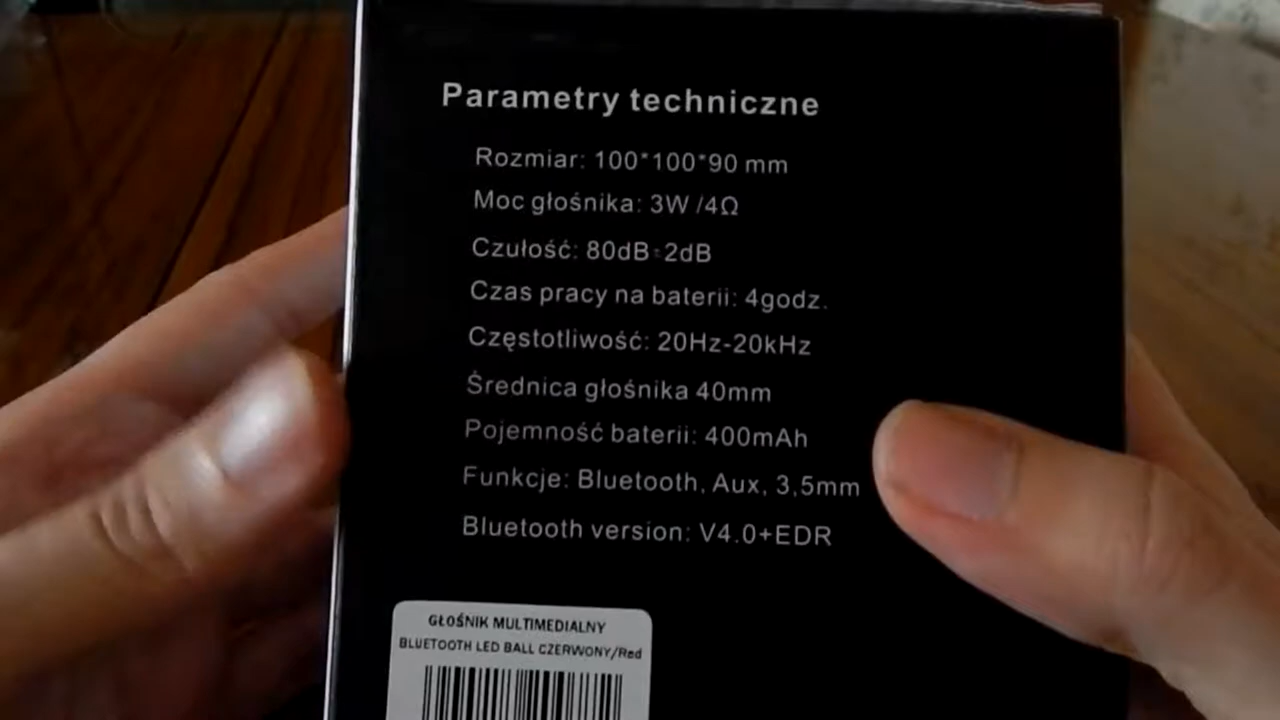 Parametry techniczne
Rozmiar: 100*100*90 mm
Moc głośnika: 3W /4Ω
Czułość: 80dB±2dB
Czas pracy na baterii: 4godz.
Częstotliwość: 20Hz-20kHz
Średnica głośnika 40mm
Pojemność baterii: 400mAh
Funkcje: Bluetooth, Aux, 3,5mm
Bluetooth version: V4.0+EDR
GŁOŚNIK MULTIMEDIALNY
BLUETOOTH LED BALL CZERWONY/Red